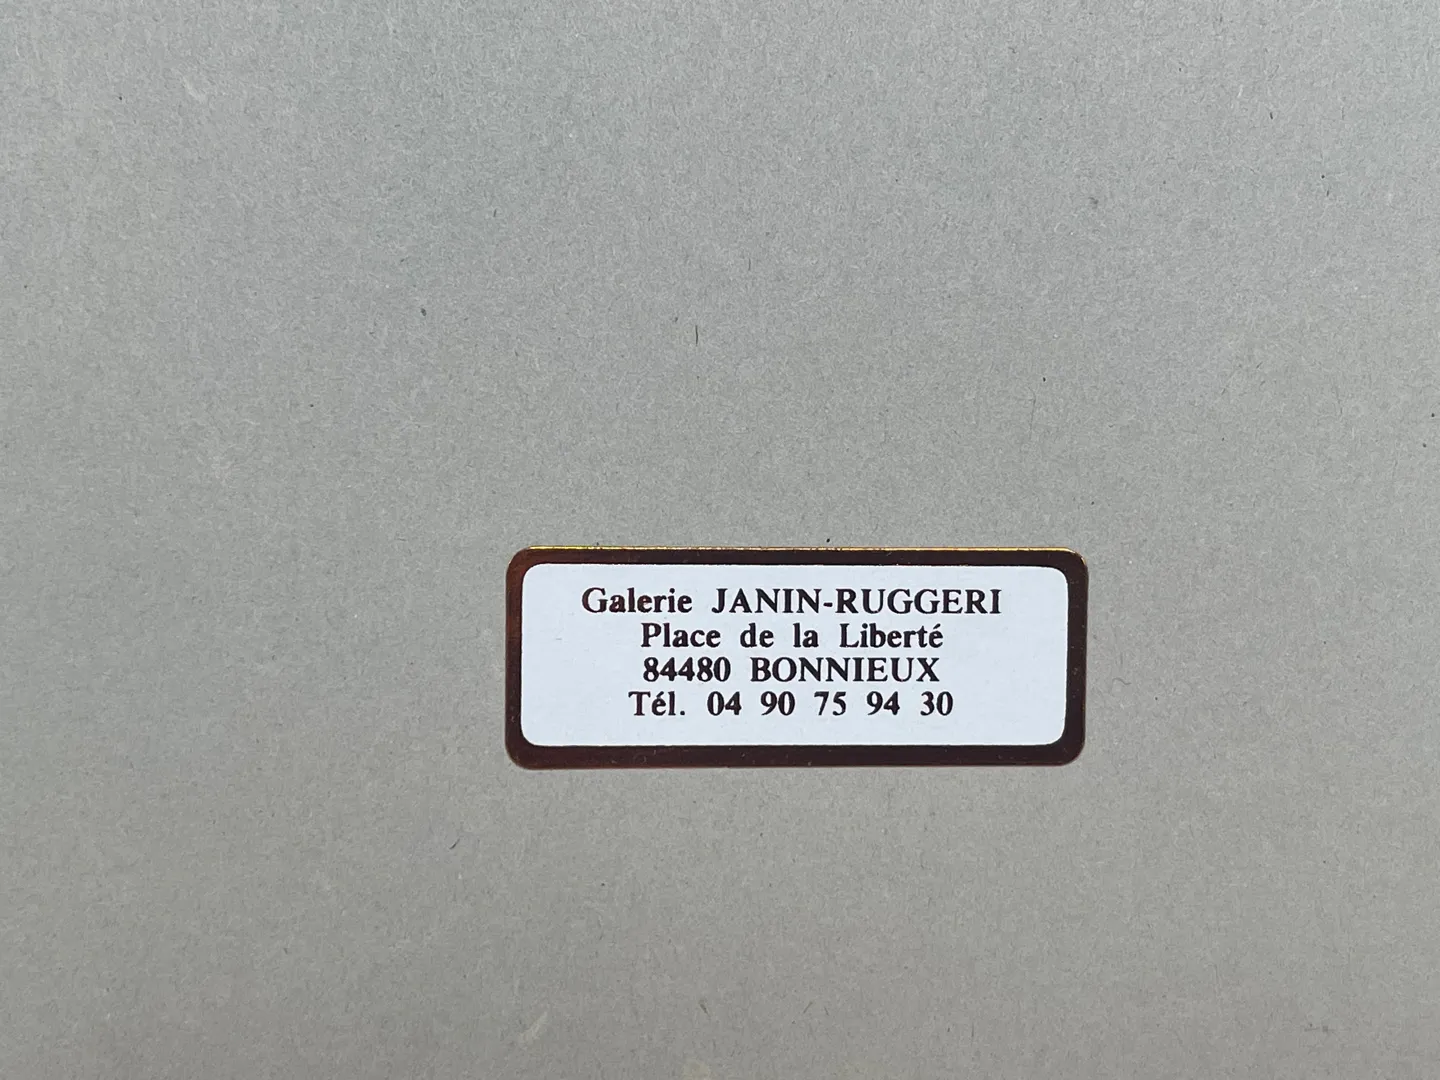 Galerie JANIN-RUGGERI
Place de la Liberté
84480 BONNIEUX
Tél. 04 90 75 94 30